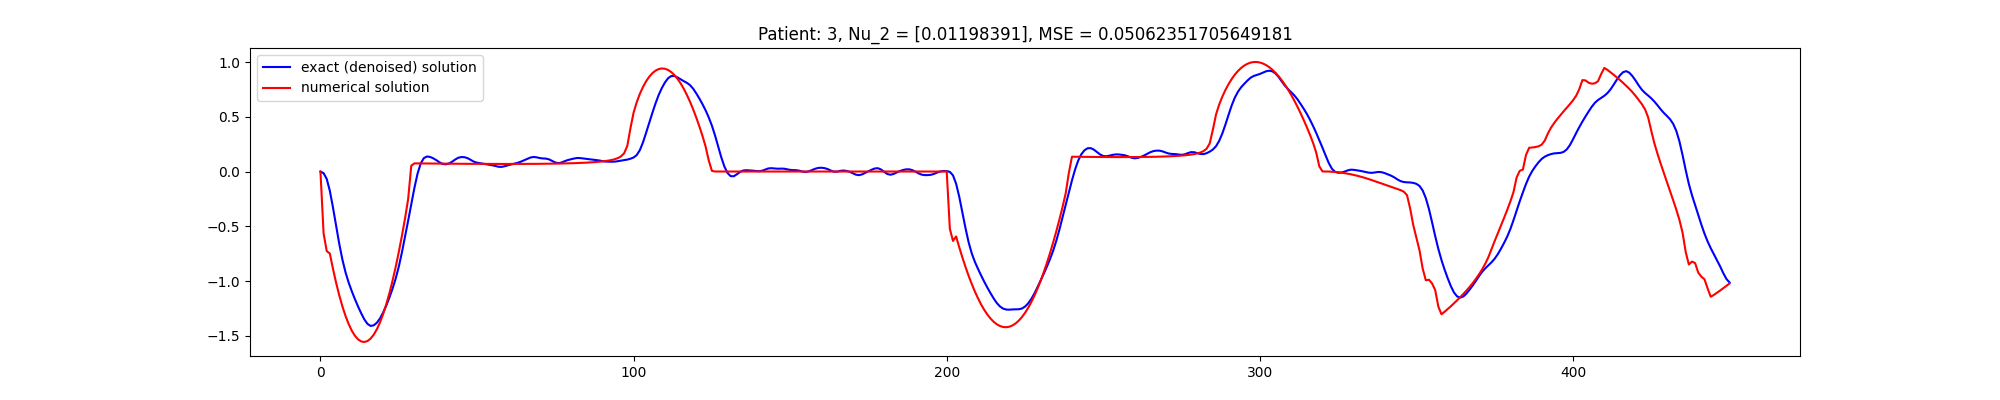 Patient: 3, Nu_2 = [0.01198391], MSE = 0.05062351705649181
exact (denoised) solution
numerical solution
1.0
0.5
0.0
−0.5
−1.0
−1.5
0 100 200 300 400